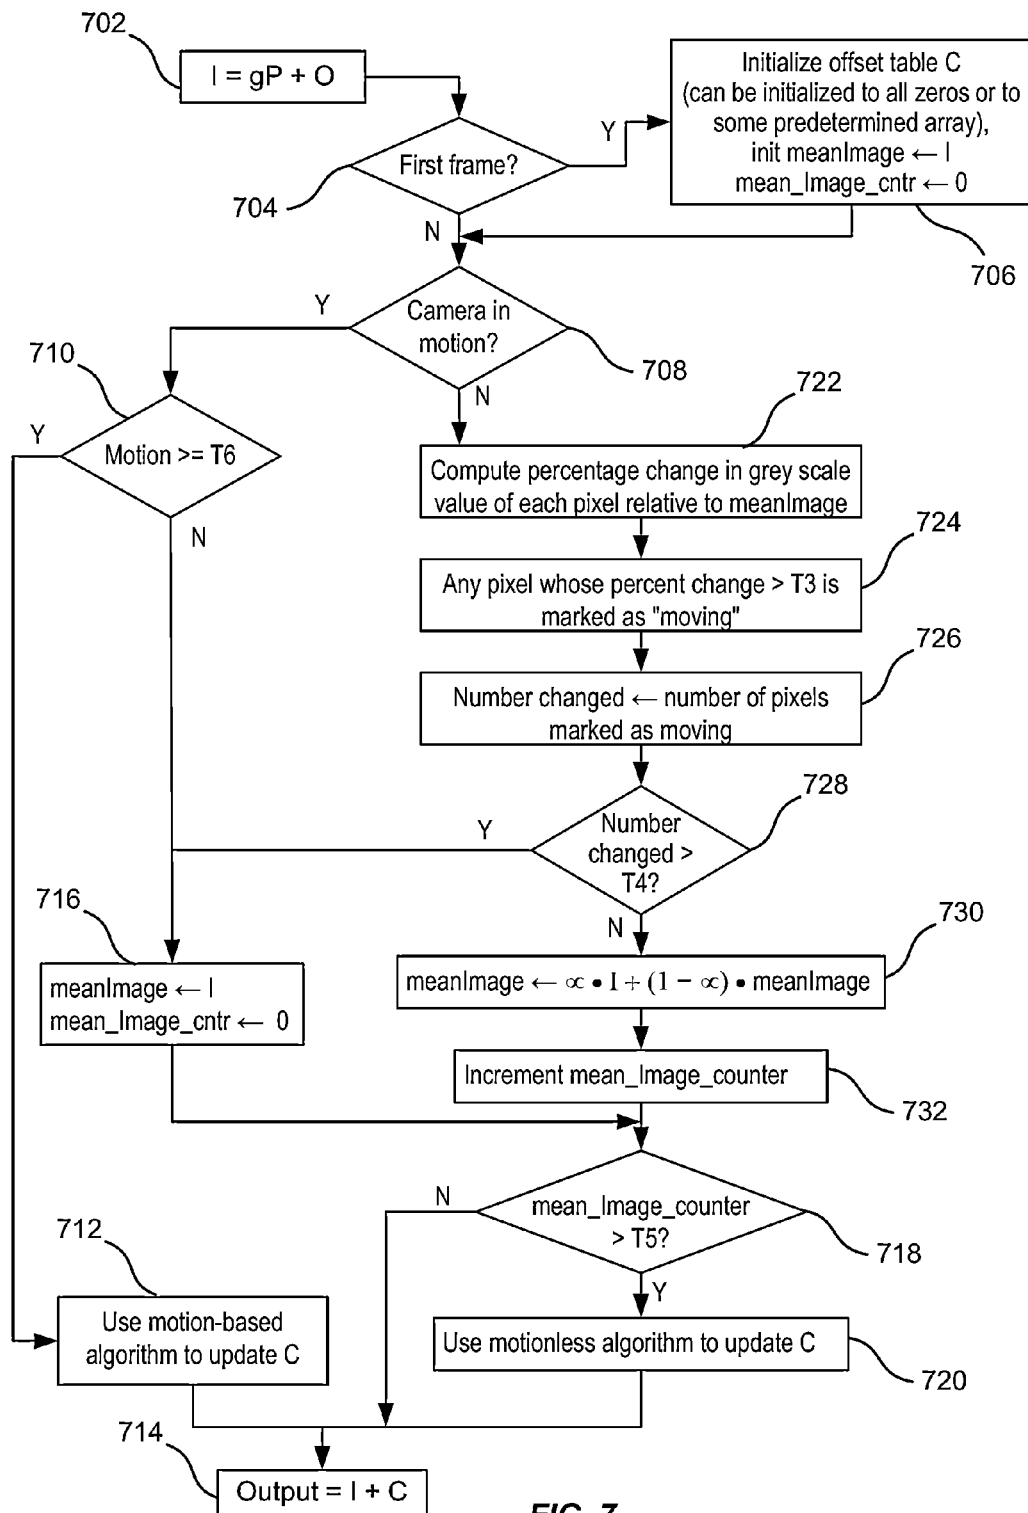 702
I = gP + O
Initialize offset table C
(can be initialized to all zeros or to
some predetermined array),
init meanImage ← I
mean_Image_cntr ← 0
Y
First frame?
704
N
706
Y
Camera in
motion?
708
710
N
722
Y
Motion >= T6
Compute percentage change in grey scale
value of each pixel relative to meanImage
724
N
Any pixel whose percent change > T3 is
marked as "moving"
726
Number changed ← number of pixels
marked as moving
728
Y
Number
changed >
T4?
716
N
730
meanImage ← I
mean_Image_cntr ← 0
meanImage ← ∝ • I + (1 − ∝) • meanImage
Increment mean_Image_counter
732
N
mean_Image_counter
> T5?
718
712
Y
Use motion-based
algorithm to update C
Use motionless algorithm to update C
720
714
Output = I + C
FIG. 7